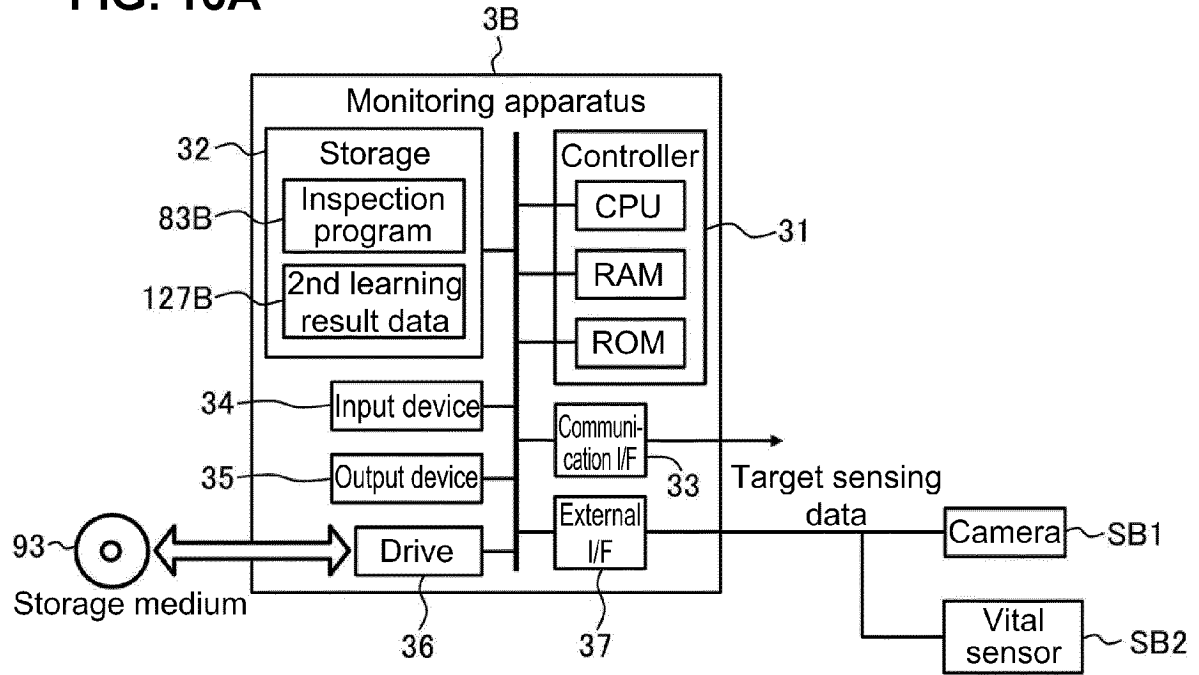 FIG. 10A
3B
Monitoring apparatus
32
Storage
Controller
83B
Inspection
program
CPU
31
127B
2nd learning
result data
RAM
ROM
34
Input device
Communi-
cation I/F
33
35
Output device
Target sensing
data
External
I/F
93
Drive
Camera
SB1
Storage medium
36
37
Vital
sensor
SB2